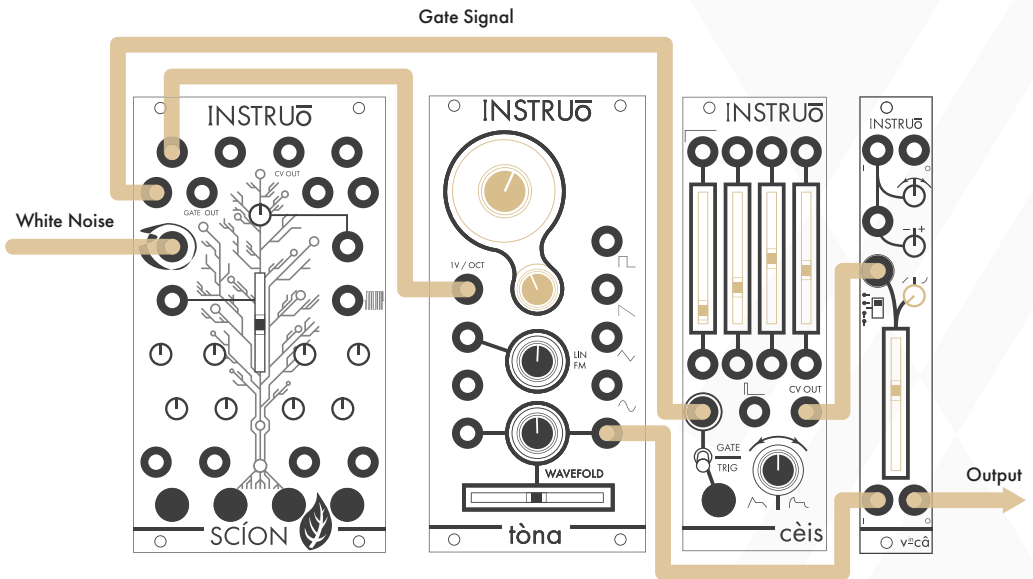 Gate Signal
INSTRUŌ
INSTRUŌ
INSTRUŌ
INSTRUŌ
CV OUT
GATE OUT
White Noise
1V / OCT
LIN
FM
CV OUT
GATE
TRIG
WAVEFOLD
Output
SCÍON
tòna
cèis
vincâ
I
O
- +
I
O